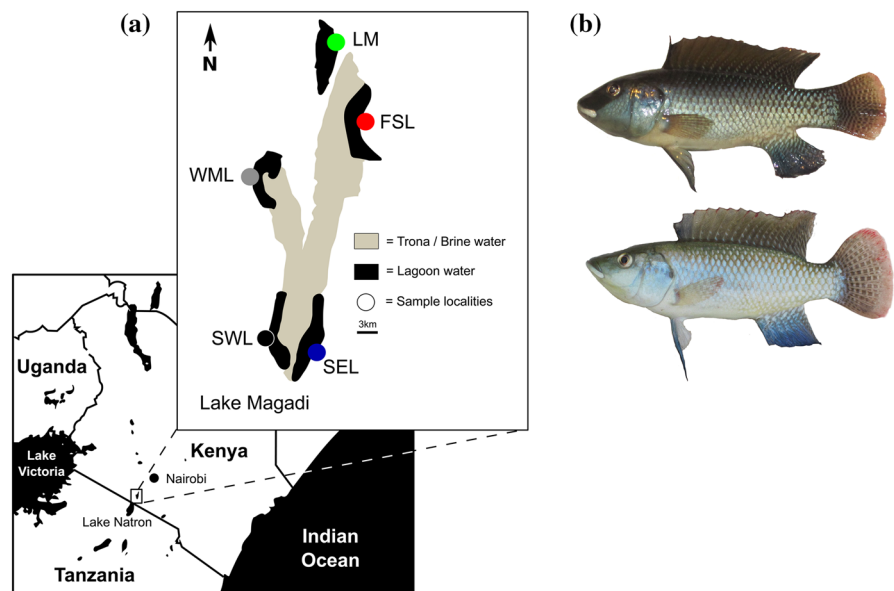 (a)
N
LM
FSL
WML
= Trona / Brine water
= Lagoon water
= Sample localities
3km
SWL
SEL
Lake Magadi
Uganda
Kenya
Lake
Victoria
Nairobi
Lake Natron
Indian
Ocean
Tanzania
(b)